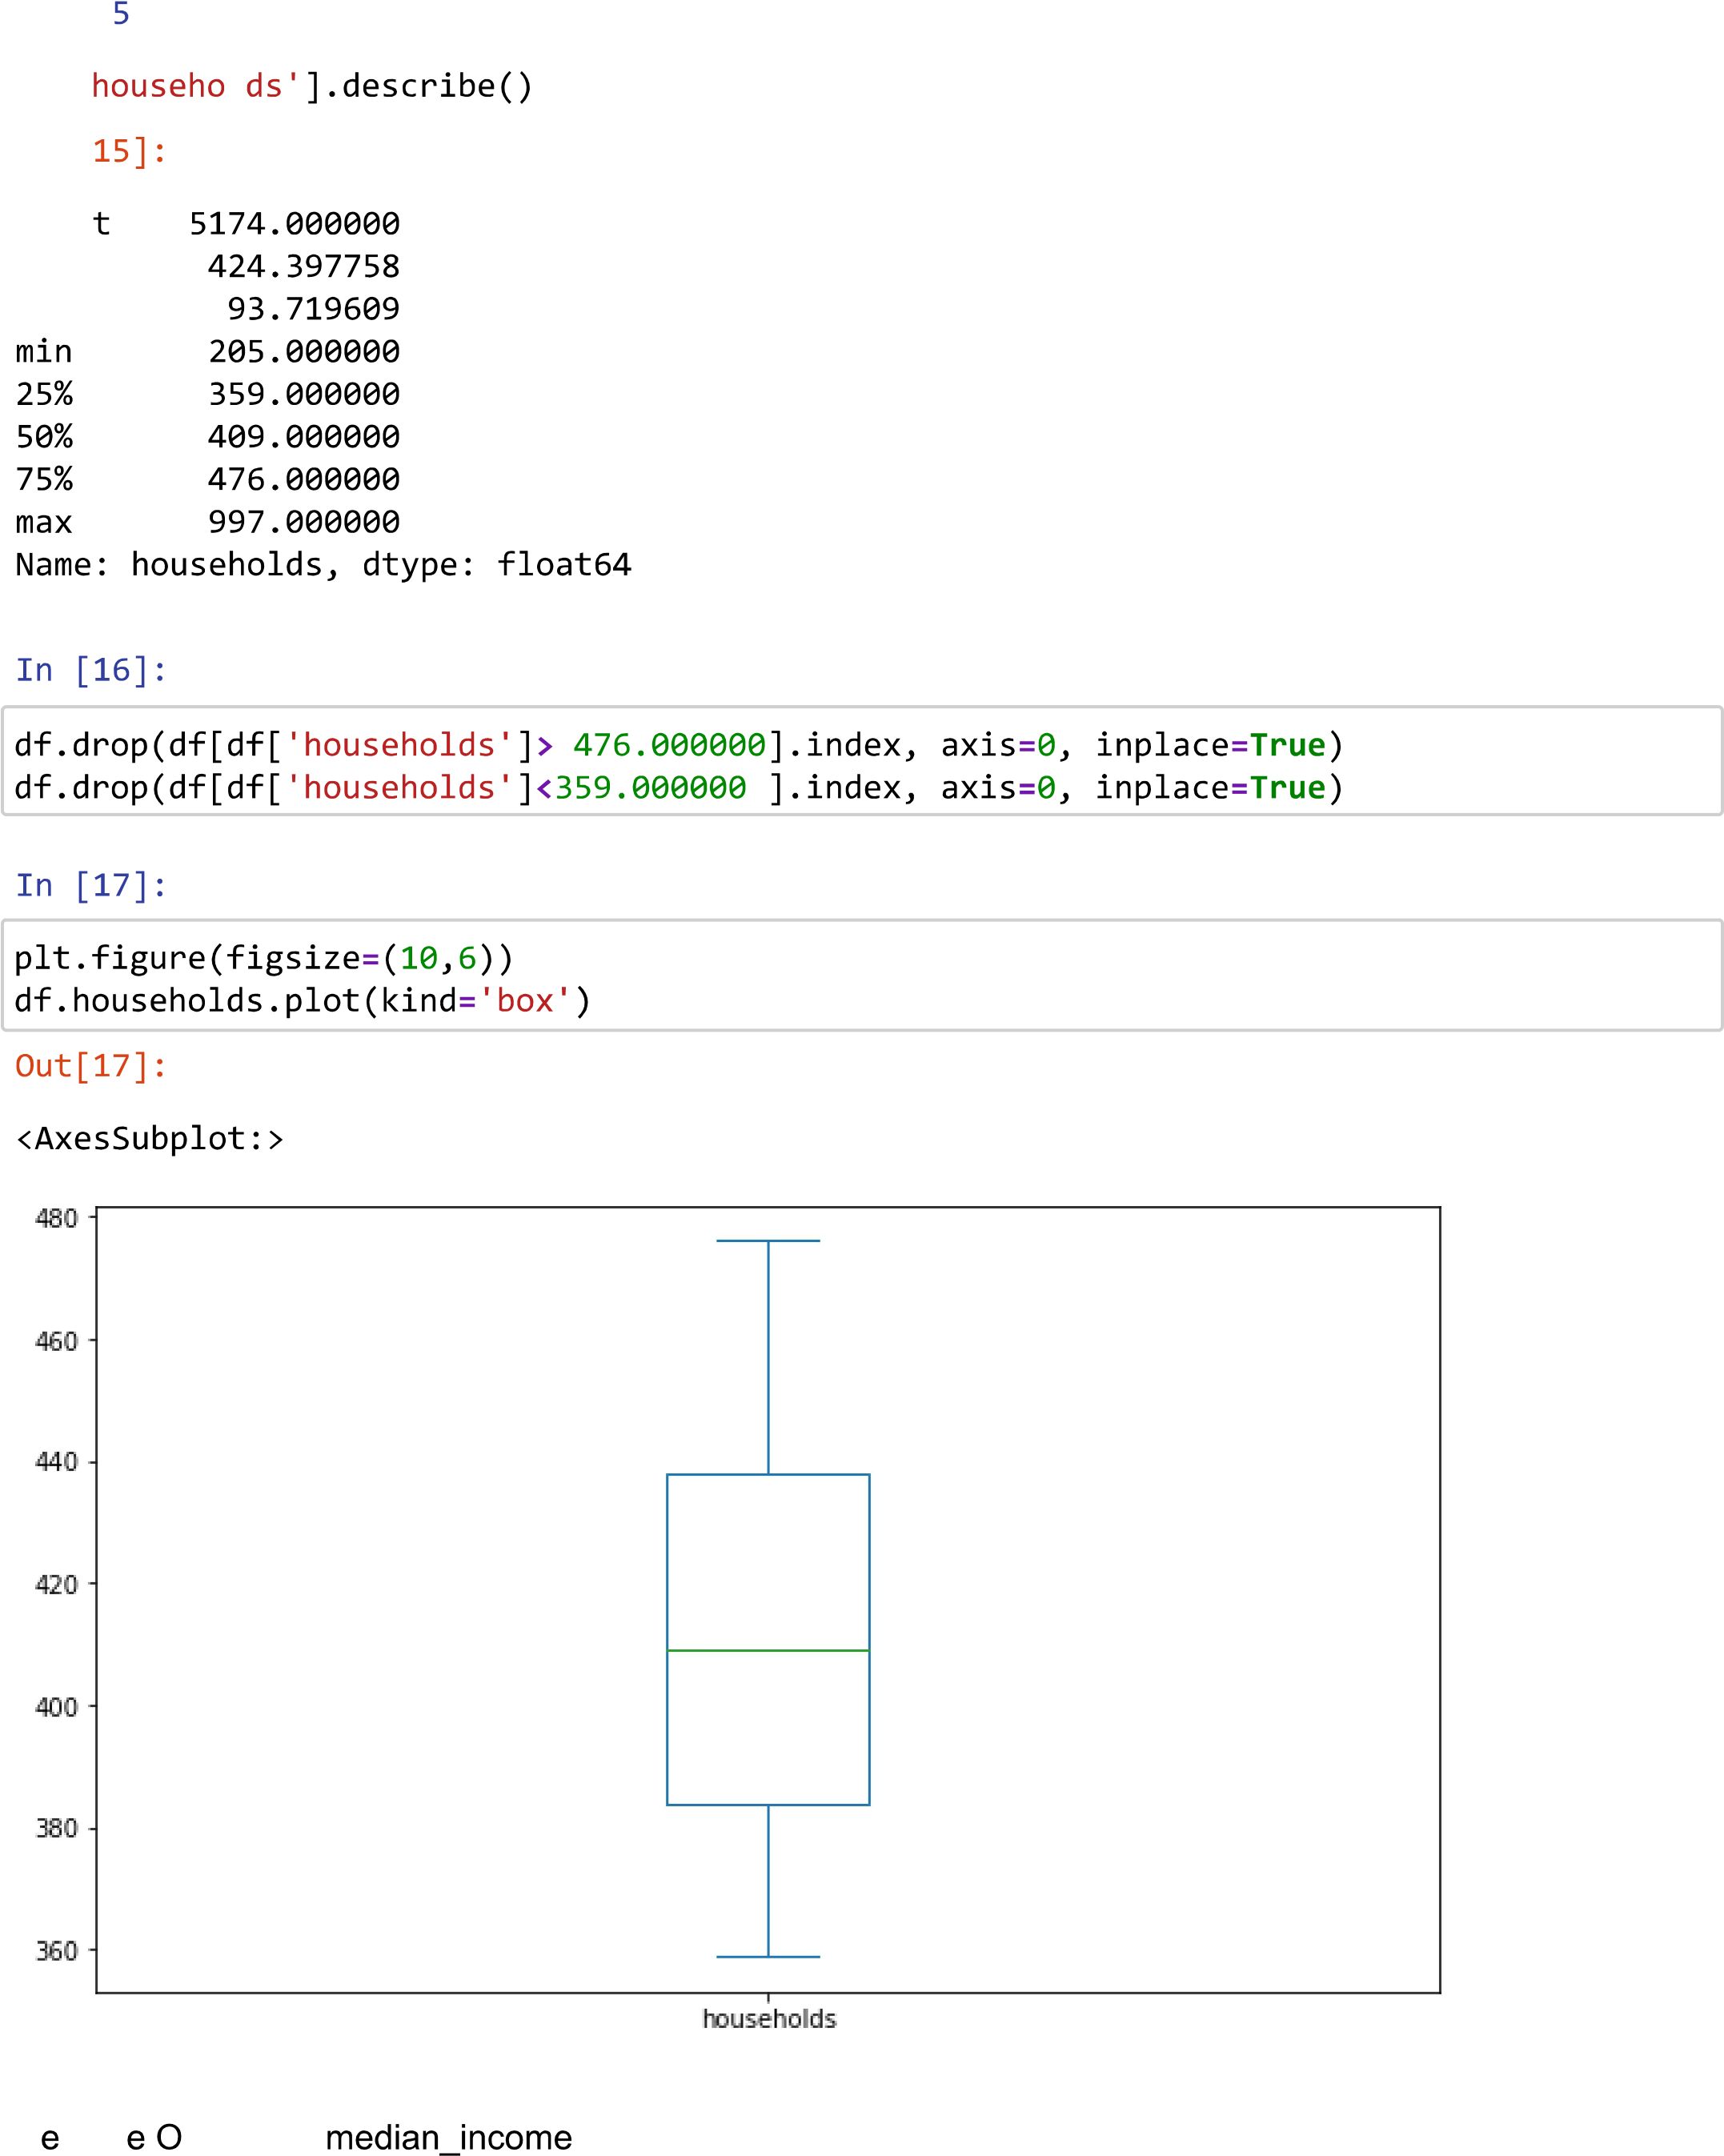 5
househo ds'].describe()
15]:
t 5174.000000
424.397758
93.719609
min 205.000000
25% 359.000000
50% 409.000000
75% 476.000000
max 997.000000
Name: households, dtype: float64
In [16]:
df.drop(df[df['households']> 476.000000].index, axis=0, inplace=True)
df.drop(df[df['households']<359.000000 ].index, axis=0, inplace=True)
In [17]:
plt.figure(figsize=(10,6))
df.households.plot(kind='box')
Out[17]:
<AxesSubplot:>
480
460
440
420
400
380
360
households
e e O median_income